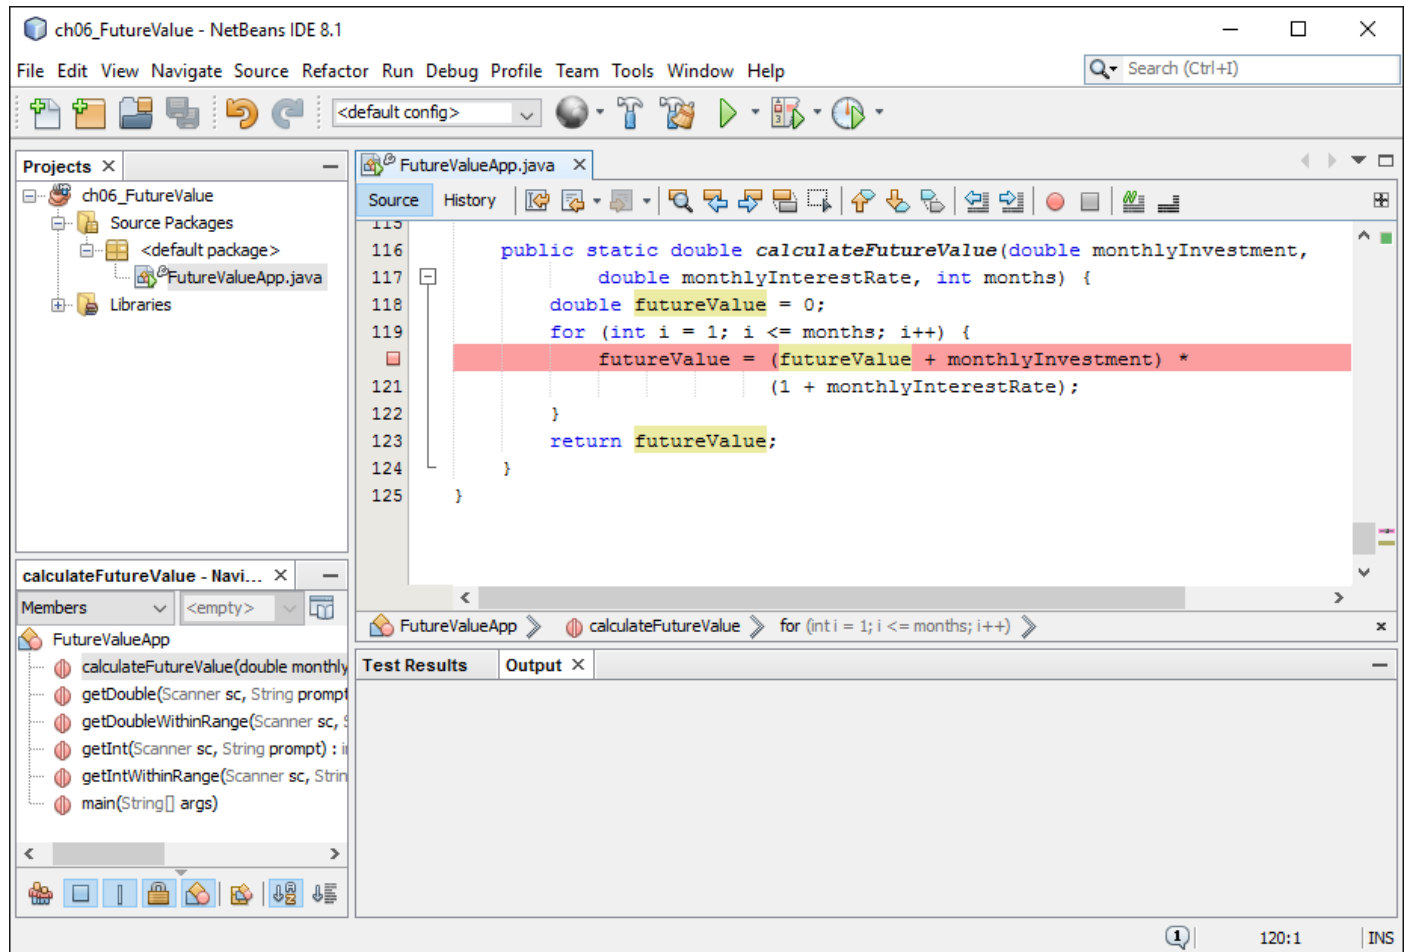 ch06_FutureValue - NetBeans IDE 8.1
File Edit View Navigate Source Refactor Run Debug Profile Team Tools Window Help
Search (Ctrl+I)
<default config>
Projects
ch06_FutureValue
Source Packages
<default package>
FutureValueApp.java
Libraries
FutureValueApp.java
Source History
115
116 public static double calculateFutureValue(double monthlyInvestment,
117 double monthlyInterestRate, int months) {
118 double futureValue = 0;
119 for (int i = 1; i <= months; i++) {
futureValue = (futureValue + monthlyInvestment) *
121 (1 + monthlyInterestRate);
122 }
123 return futureValue;
124 }
125 }
FutureValueApp calculateFutureValue for (int i = 1; i <= months; i++)
calculateFutureValue - Navi...
Members <empty>
FutureValueApp
calculateFutureValue(double monthly
getDouble(Scanner sc, String prompt
getDoubleWithinRange(Scanner sc, S
getInt(Scanner sc, String prompt) : i
getIntWithinRange(Scanner sc, Strin
main(String[] args)
Test Results Output
1
120:1 INS